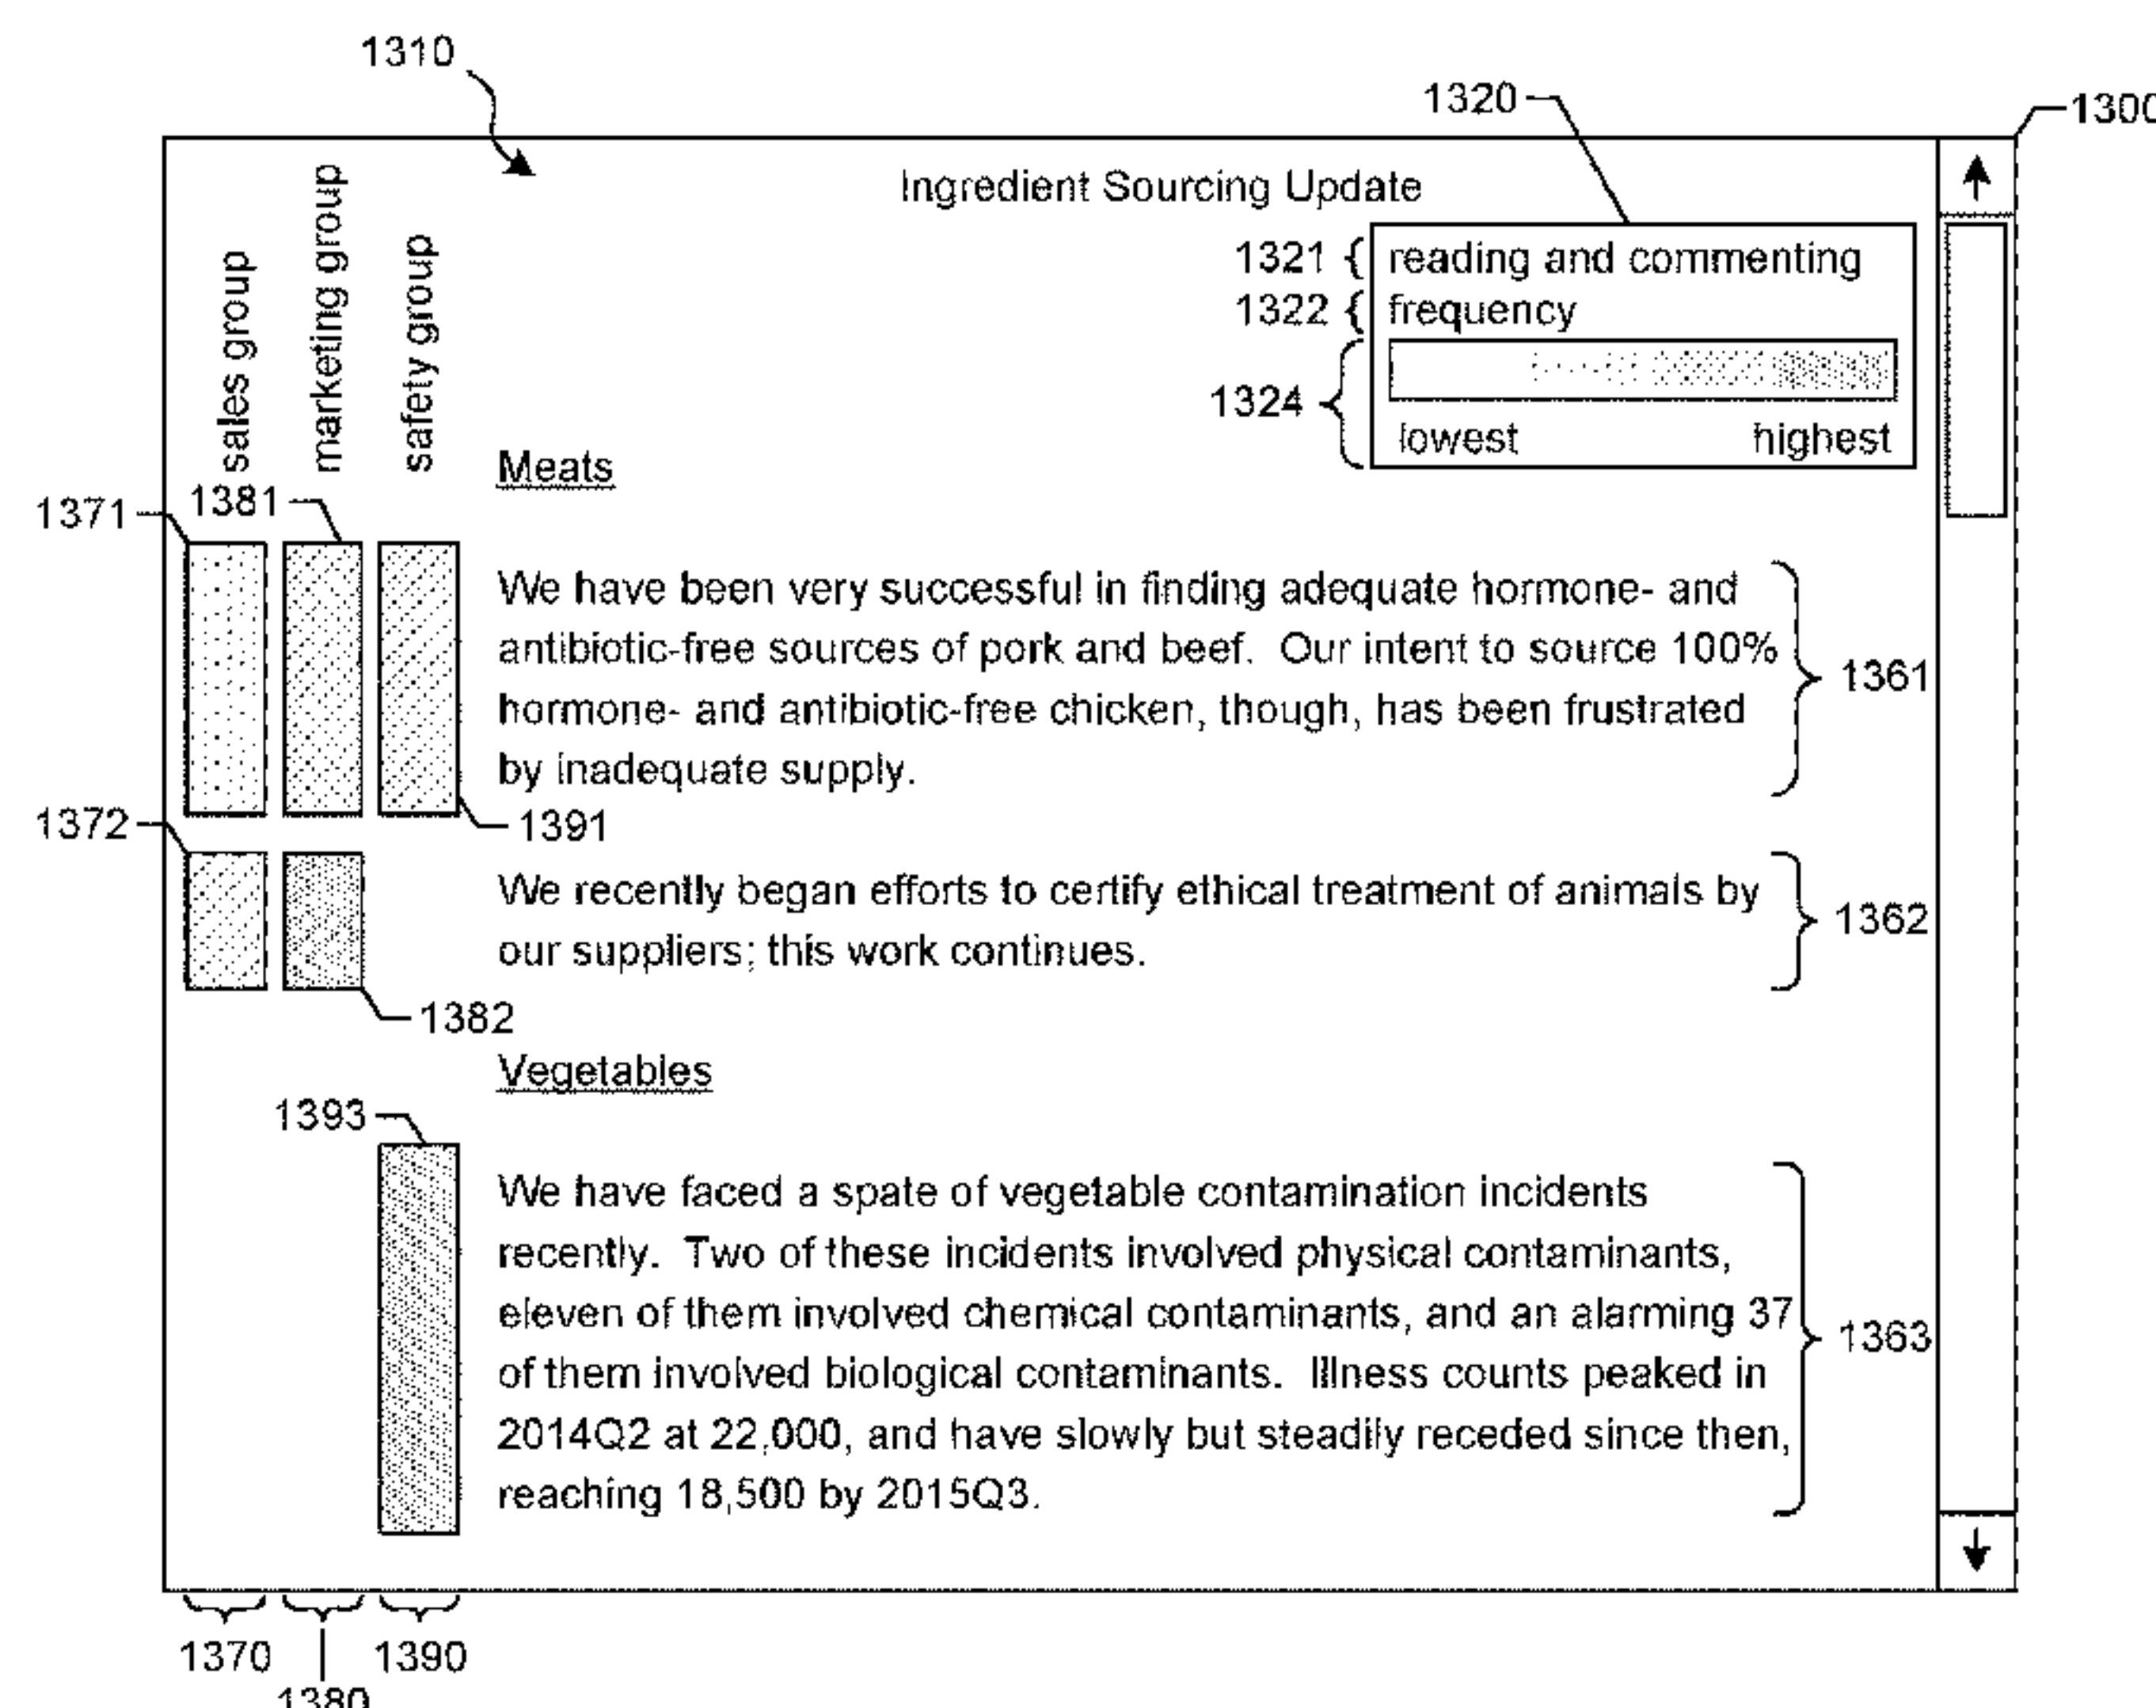 1310
1320
1300
Ingredient Sourcing Update
sales group
marketing group
safety group
1321
reading and commenting
1322
frequency
1324
lowest
highest
Meats
1371
1381
We have been very successful in finding adequate hormone- and
antibiotic-free sources of pork and beef. Our intent to source 100%
hormone- and antibiotic-free chicken, though, has been frustrated
by inadequate supply.
1361
1372
1391
We recently began efforts to certify ethical treatment of animals by
our suppliers; this work continues.
1362
1382
Vegetables
1393
We have faced a spate of vegetable contamination incidents
recently. Two of these incidents involved physical contaminants,
eleven of them involved chemical contaminants, and an alarming 37
of them involved biological contaminants. Illness counts peaked in
2014Q2 at 22,000, and have slowly but steadily receded since then,
reaching 18,500 by 2015Q3.
1363
1370
1390
1380